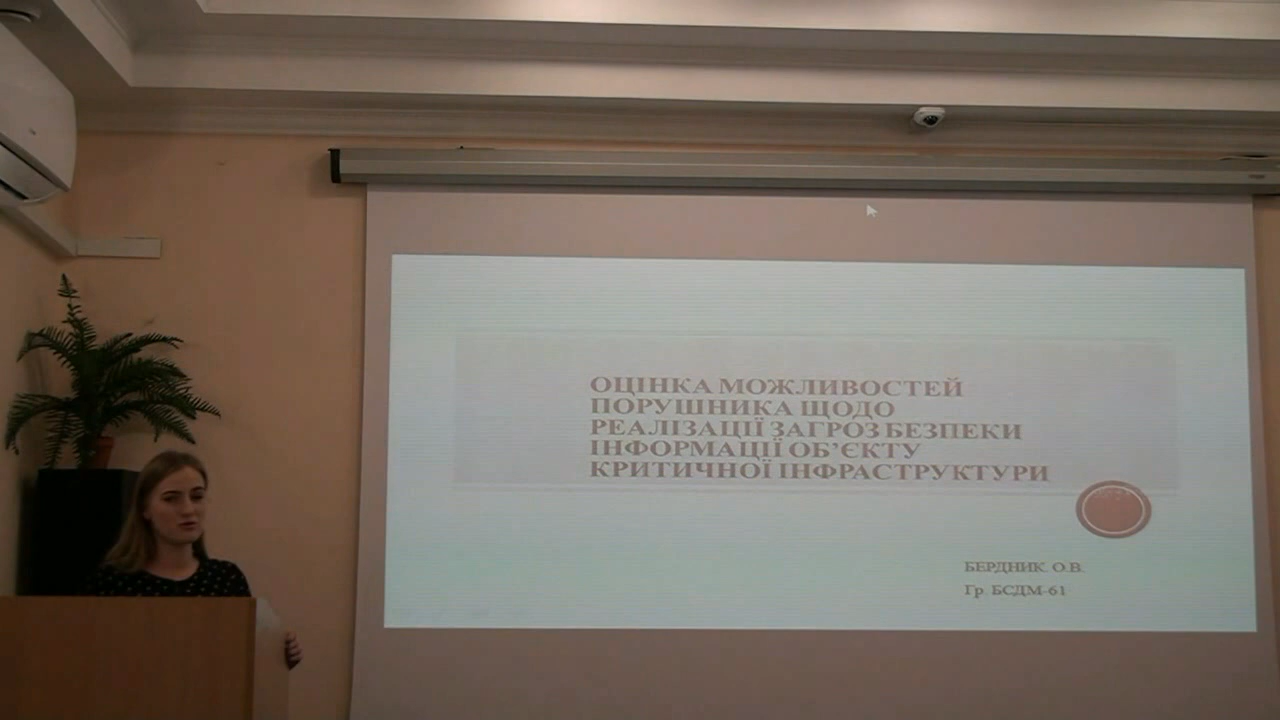 ОЦІНКА МОЖЛИВОСТЕЙ
ПОРУШНИКА ЩОДО
РЕАЛІЗАЦІЇ ЗАГРОЗ БЕЗПЕКИ
ІНФОРМАЦІЇ ОБ'ЄКТУ
КРИТИЧНОЇ ІНФРАСТРУКТУРИ
БЕРДНИК. О.В.
Гр. БСДМ-61